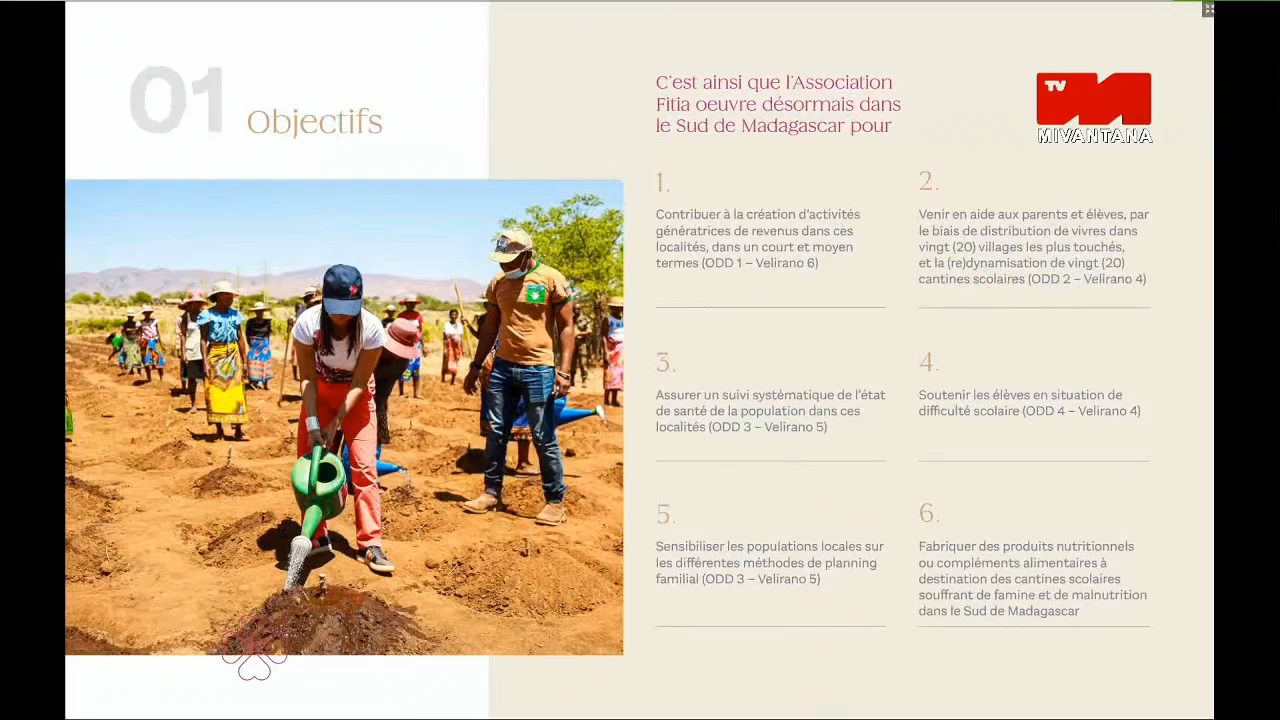 01 Objectifs
C'est ainsi que l'Association
Fitia oeuvre désormais dans
le Sud de Madagascar pour
TV
MIVANTANA
1.
Contribuer à la création d'activités
génératrices de revenus dans ces
localités, dans un court et moyen
termes (ODD 1 – Velirano 6)
2.
Venir en aide aux parents et élèves, par
le biais de distribution de vivres dans
vingt (20) villages les plus touchés,
et la (re)dynamisation de vingt (20)
cantines scolaires (ODD 2 – Velirano 4)
3.
Assurer un suivi systématique de l'état
de santé de la population dans ces
localités (ODD 3 – Velirano 5)
4.
Soutenir les élèves en situation de
difficulté scolaire (ODD 4 – Velirano 4)
5.
Sensibiliser les populations locales sur
les différentes méthodes de planning
familial (ODD 3 – Velirano 5)
6.
Fabriquer des produits nutritionnels
ou compléments alimentaires à
destination des cantines scolaires
souffrant de famine et de malnutrition
dans le Sud de Madagascar